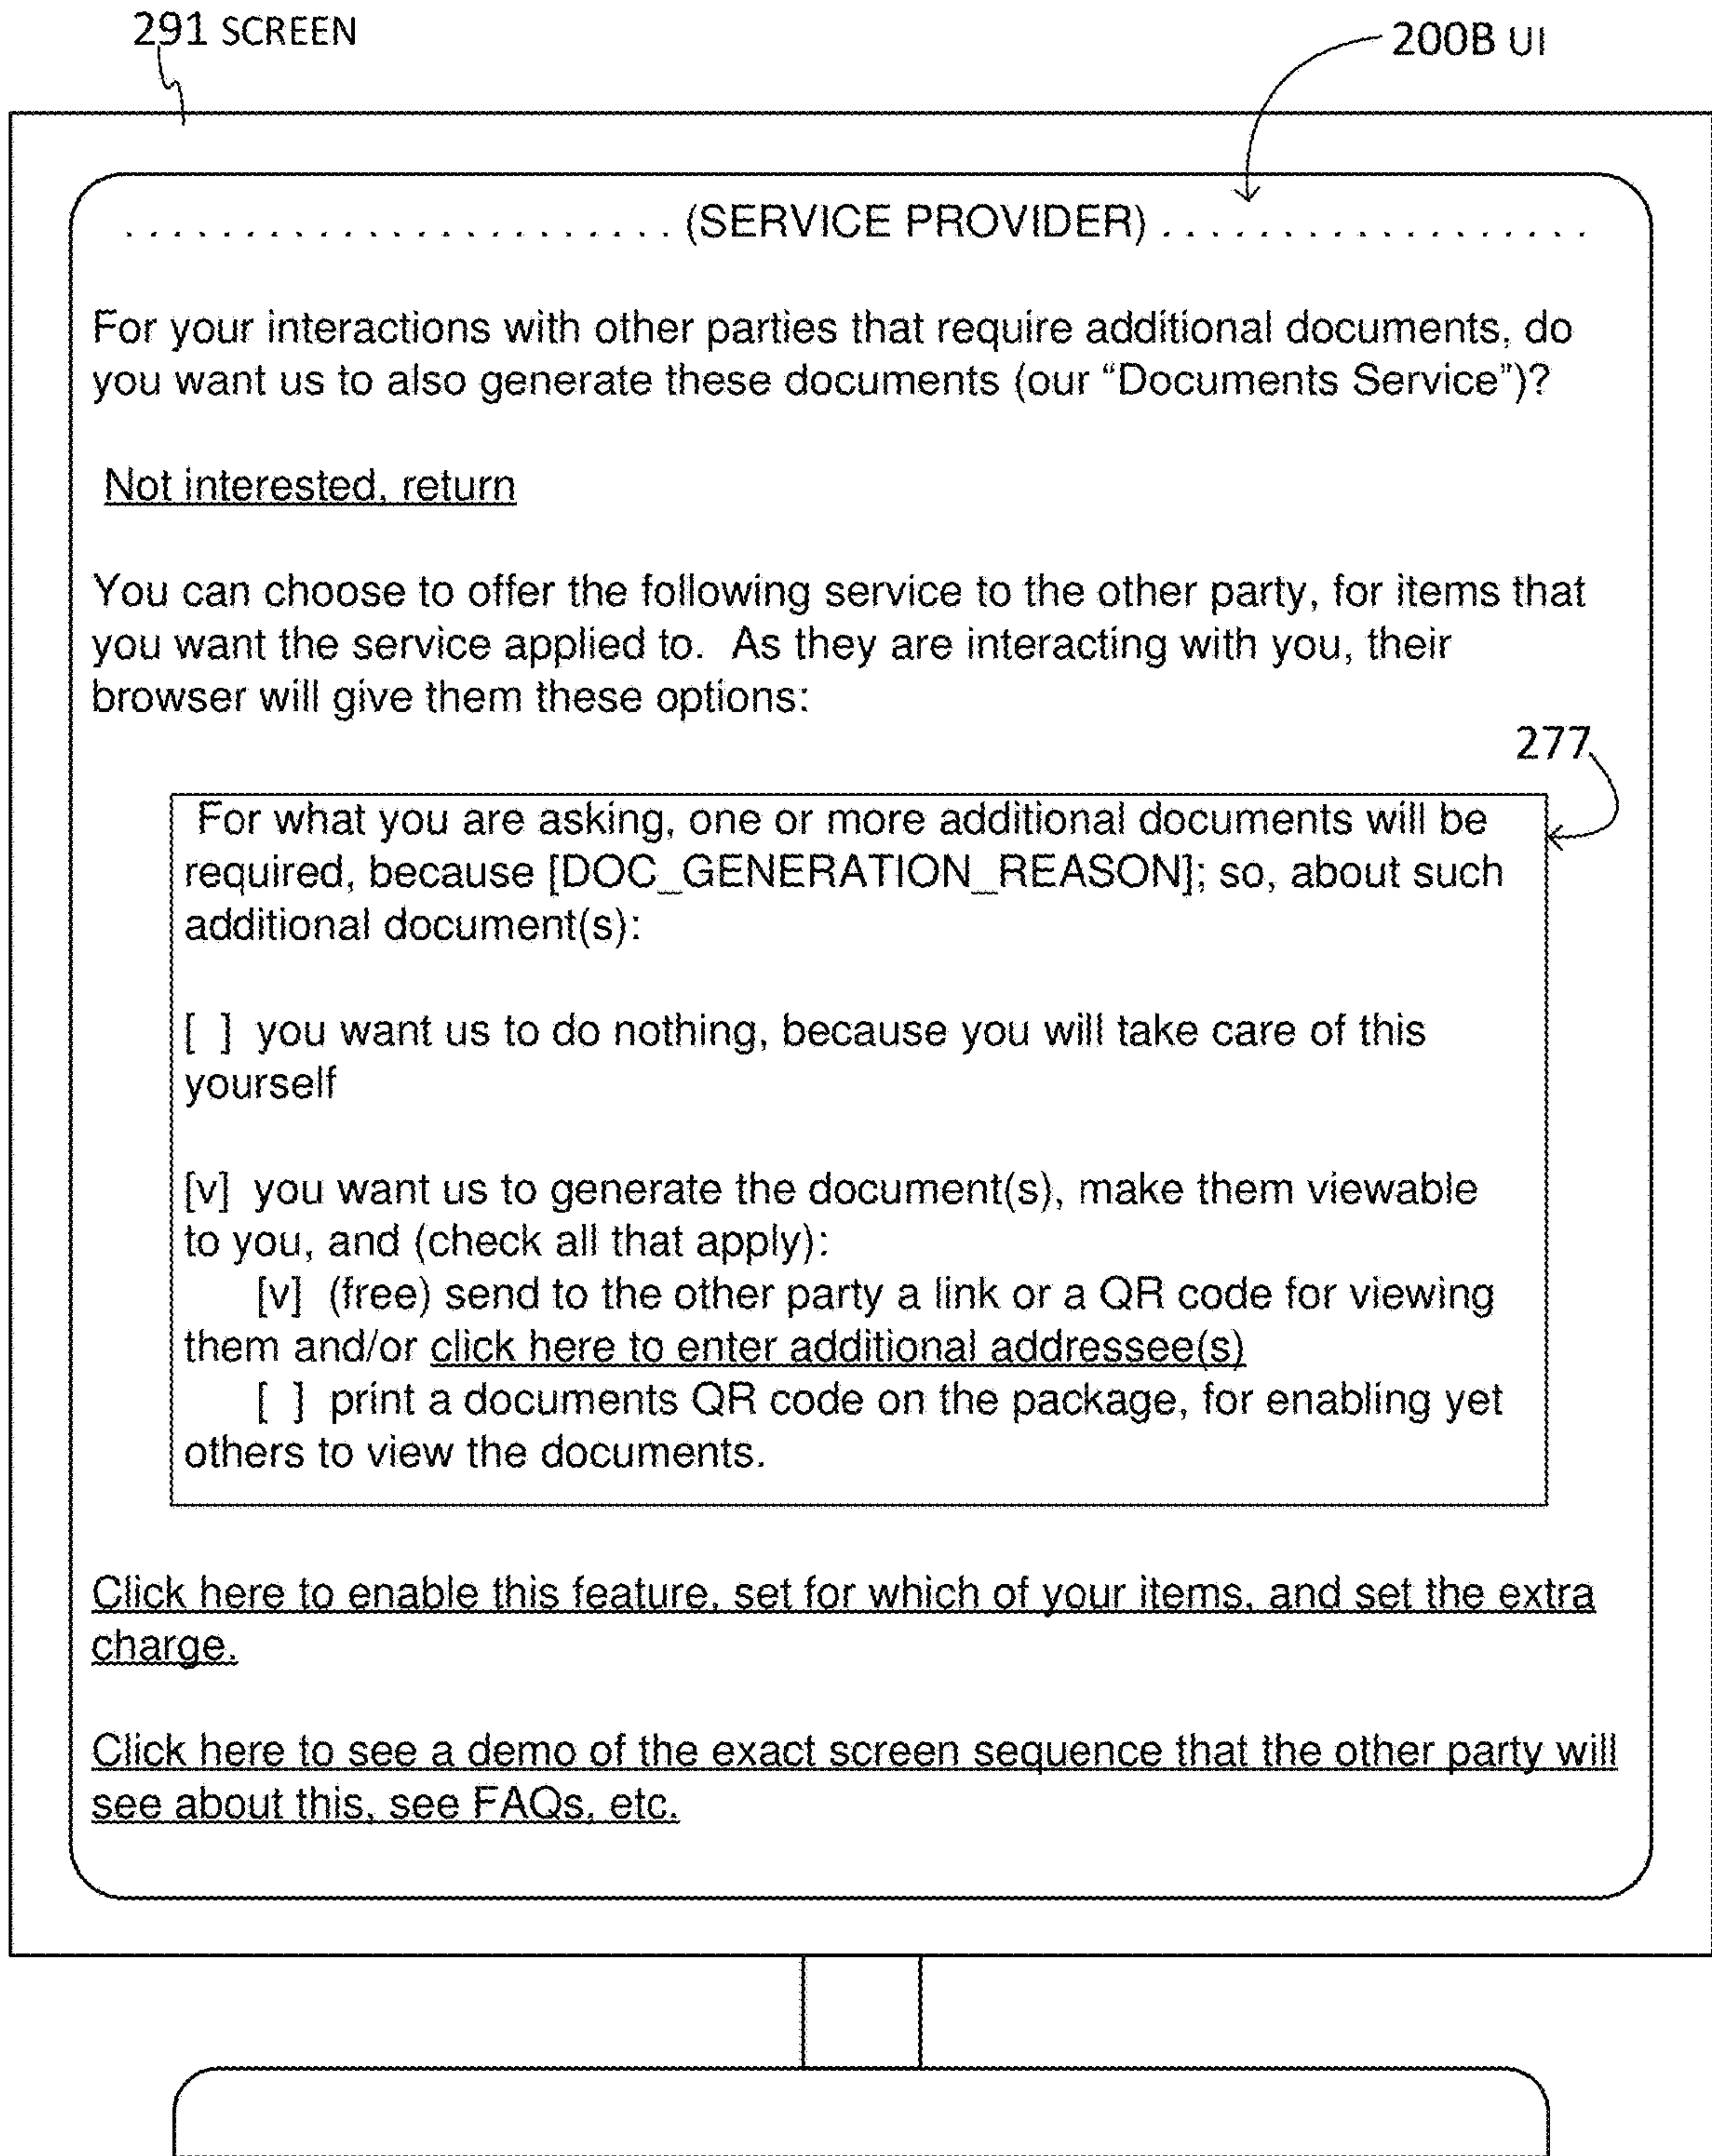 291 SCREEN
200B UI
. . . . . . . . . . . . . . . . . . . . . . . (SERVICE PROVIDER) . . . . . . . . . . . . . . . . . .
For your interactions with other parties that require additional documents, do
you want us to also generate these documents (our “Documents Service”)?
Not interested, return
You can choose to offer the following service to the other party, for items that
you want the service applied to.  As they are interacting with you, their
browser will give them these options:
277
For what you are asking, one or more additional documents will be
required, because [DOC_GENERATION_REASON]; so, about such
additional document(s):
[ ] you want us to do nothing, because you will take care of this
yourself
[v] you want us to generate the document(s), make them viewable
to you, and (check all that apply):
[v] (free) send to the other party a link or a QR code for viewing
them and/or click here to enter additional addressee(s)
[ ] print a documents QR code on the package, for enabling yet
others to view the documents.
Click here to enable this feature, set for which of your items, and set the extra
charge.
Click here to see a demo of the exact screen sequence that the other party will
see about this, see FAQs, etc.